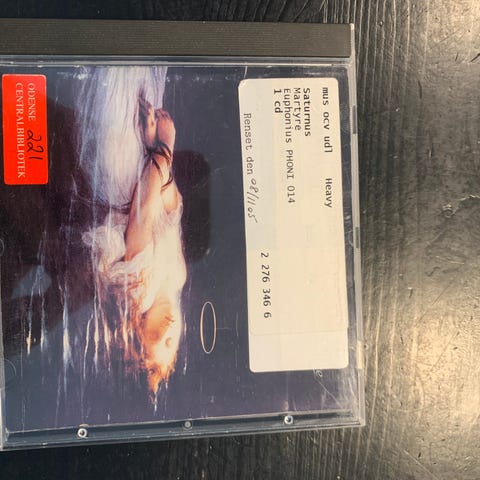 mus ocv udl Heavy
Saturnus
Martyre
Euphonius PHONI 014
1 cd
2 276 346 6
Renset den 08/11 05
ODENSE
221
CENTRALBIBLIOTEK